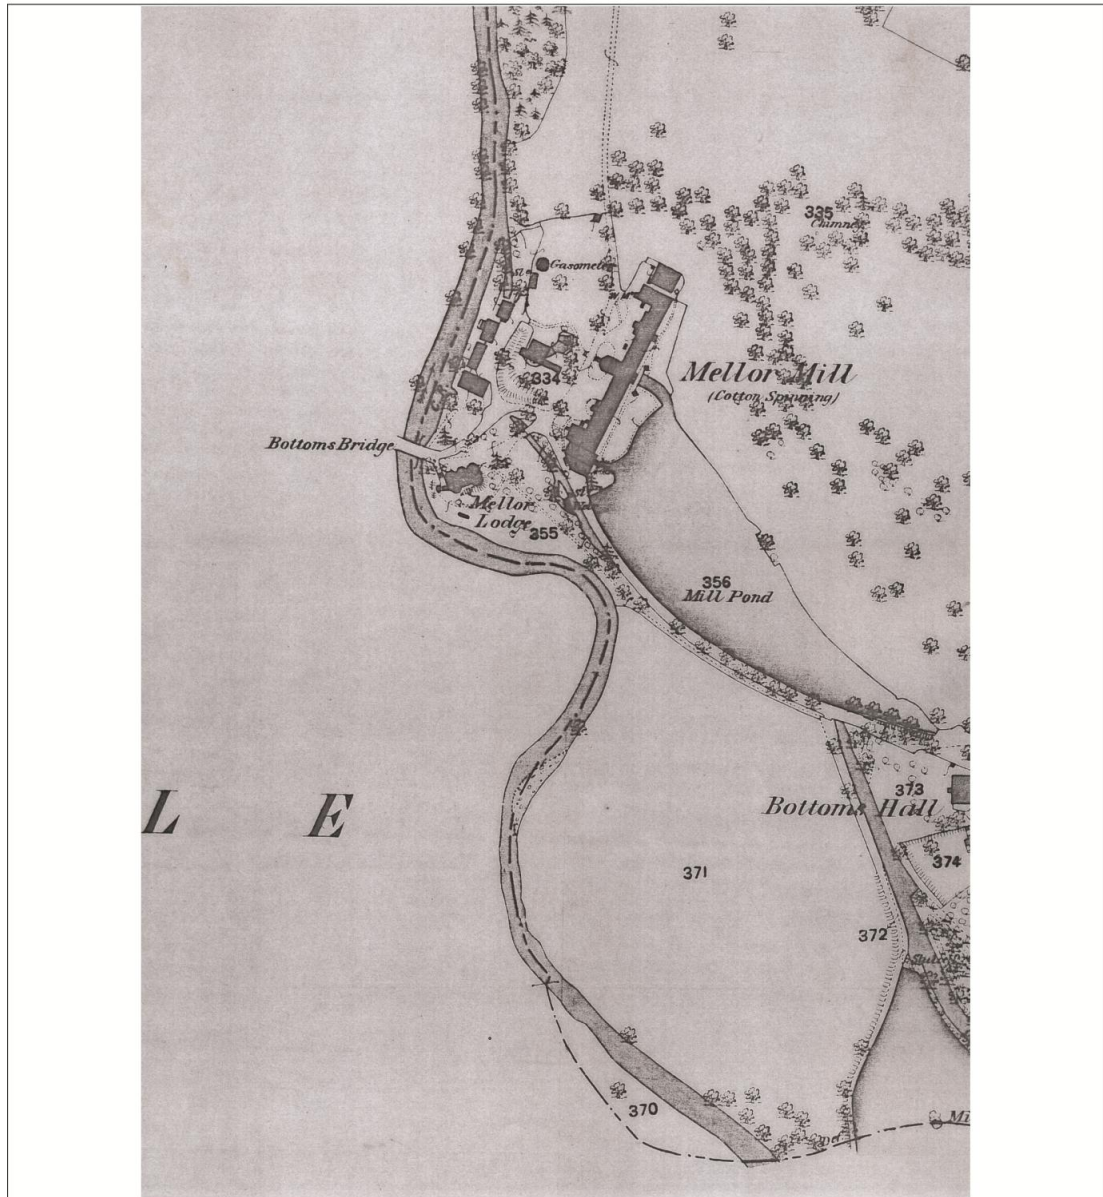 335
Chimney
Gasometer
Mellor Mill
(Cotton Spinning)
334
Bottoms Bridge
Mellor
Lodge
355
356
Mill Pond
373
Bottoms Hall
L E
374
371
372
370